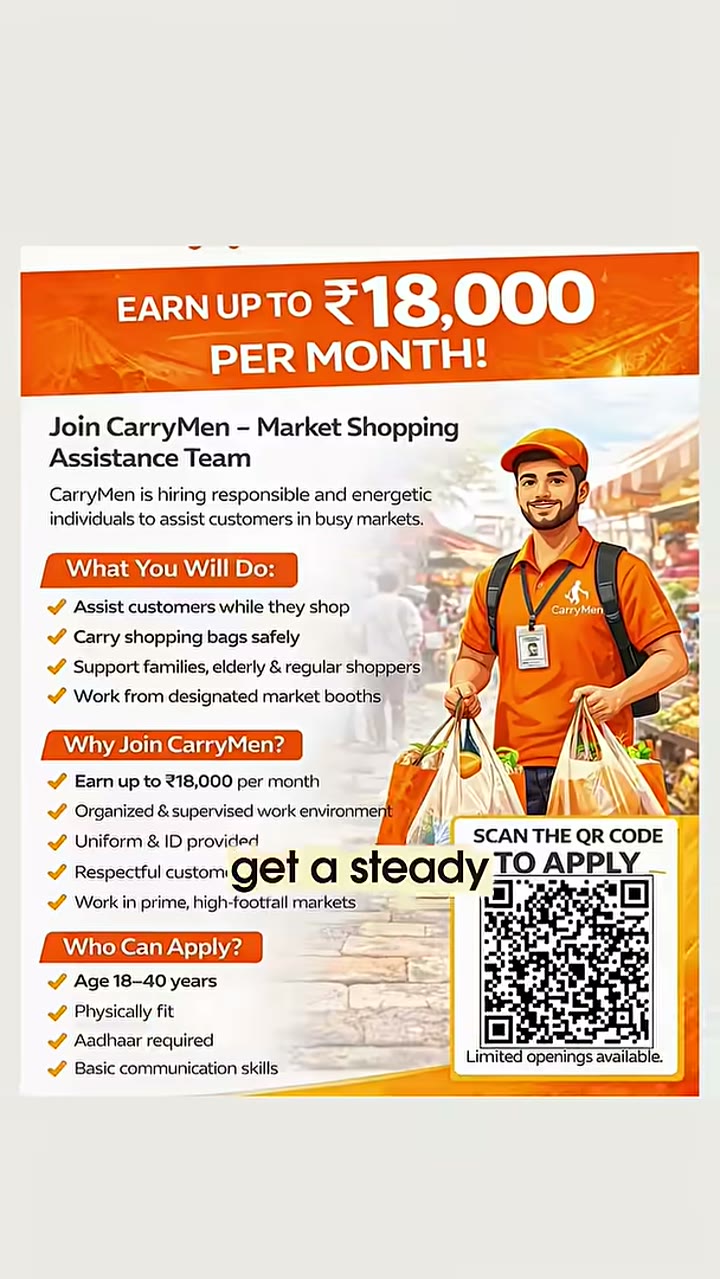 EARN UP TO ₹18,000
PER MONTH!
Join CarryMen – Market Shopping
Assistance Team
CarryMen is hiring responsible and energetic
individuals to assist customers in busy markets.
What You Will Do:
Assist customers while they shop
Carry shopping bags safely
Support families, elderly & regular shoppers
Work from designated market booths
Why Join CarryMen?
Earn up to ₹18,000 per month
Organized & supervised work environment
Uniform & ID provided
Respectful
Work in prime, high-footfall markets
get a steady
Who Can Apply?
Age 18–40 years
Physically fit
Aadhaar required
Basic communication skills
CarryMen
SCAN THE QR CODE
TO APPLY
Limited openings available.